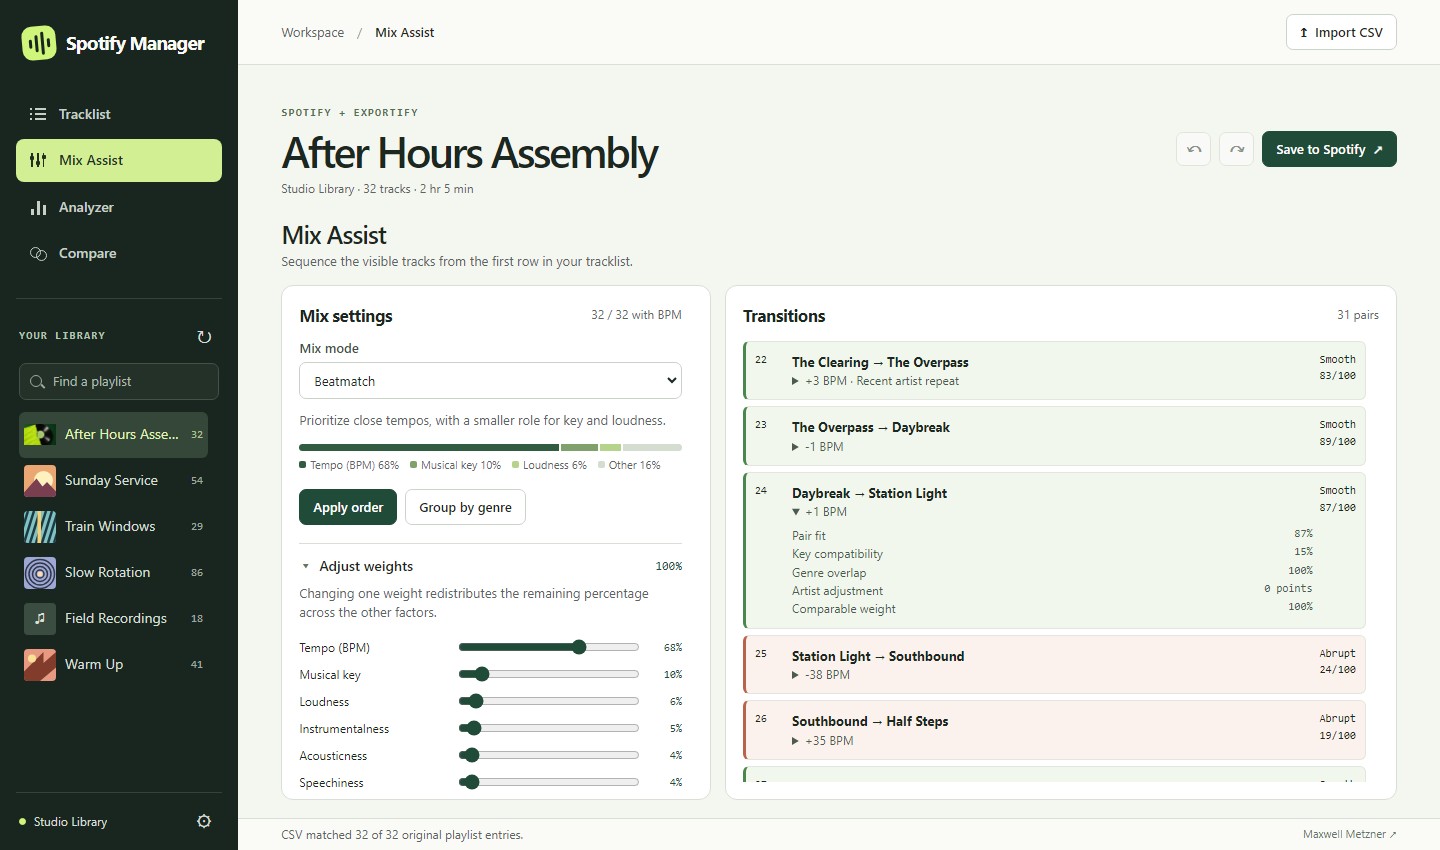 Spotify Manager
Tracklist
Mix Assist
Analyzer
Compare
YOUR LIBRARY
Find a playlist
After Hours Asse... 32
Sunday Service 54
Train Windows 29
Slow Rotation 86
Field Recordings 18
Warm Up 41
Studio Library
Workspace / Mix Assist
Import CSV
SPOTIFY + EXPORTIFY
After Hours Assembly
Studio Library · 32 tracks · 2 hr 5 min
Save to Spotify ↗
Mix Assist
Sequence the visible tracks from the first row in your tracklist.
Mix settings 32 / 32 with BPM
Mix mode
Beatmatch
Prioritize close tempos, with a smaller role for key and loudness.
Tempo (BPM) 68% Musical key 10% Loudness 6% Other 16%
Apply order Group by genre
Adjust weights 100%
Changing one weight redistributes the remaining percentage
across the other factors.
Tempo (BPM) 68%
Musical key 10%
Loudness 6%
Instrumentalness 5%
Acousticness 4%
Speechiness 4%
Transitions 31 pairs
22 The Clearing → The Overpass Smooth
+3 BPM · Recent artist repeat 83/100
23 The Overpass → Daybreak Smooth
-1 BPM 89/100
24 Daybreak → Station Light Smooth
+1 BPM 87/100
Pair fit 87%
Key compatibility 15%
Genre overlap 100%
Artist adjustment 0 points
Comparable weight 100%
25 Station Light → Southbound Abrupt
-38 BPM 24/100
26 Southbound → Half Steps Abrupt
+35 BPM 19/100
CSV matched 32 of 32 original playlist entries.
Maxwell Metzner ↗